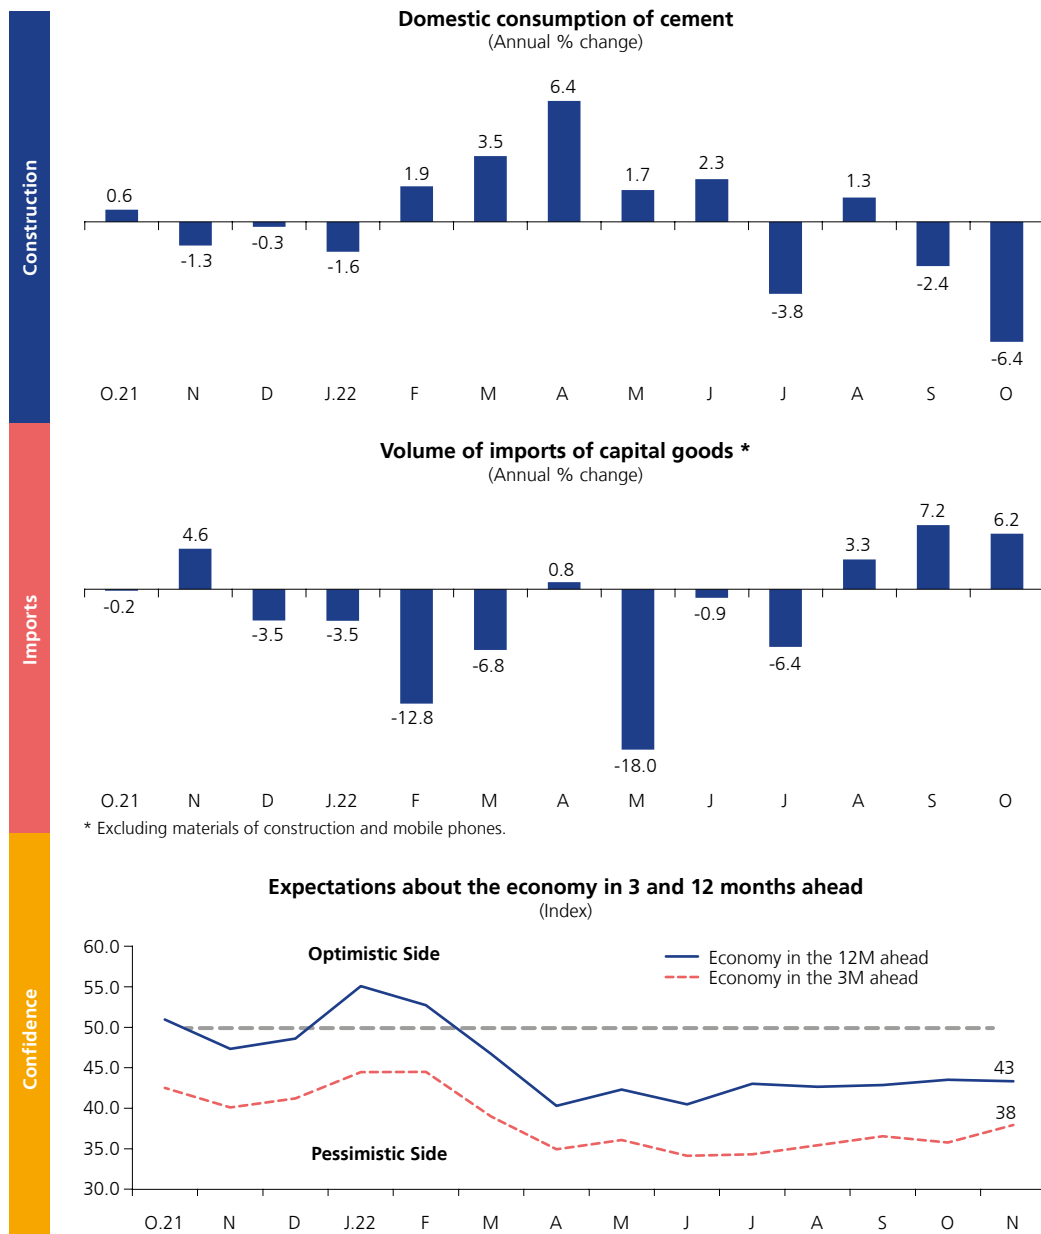 Construction
Domestic consumption of cement
(Annual % change)
6.4
3.5
2.3
1.9
1.7
1.3
0.6
-0.3
-1.3
-1.6
-2.4
-3.8
-6.4
O.21 N D J.22 F M A M J J A S O
Imports
Volume of imports of capital goods *
(Annual % change)
7.2
6.2
4.6
3.3
0.8
-0.2
-0.9
-3.5 -3.5
-6.8
-6.4
-12.8
-18.0
O.21 N D J.22 F M A M J J A S O
* Excluding materials of construction and mobile phones.
Confidence
Expectations about the economy in 3 and 12 months ahead
(Index)
60.0
Optimistic Side
Economy in the 12M ahead
Economy in the 3M ahead
55.0
50.0
45.0
43
40.0
38
35.0
Pessimistic Side
30.0
O.21 N D J.22 F M A M J J A S O N